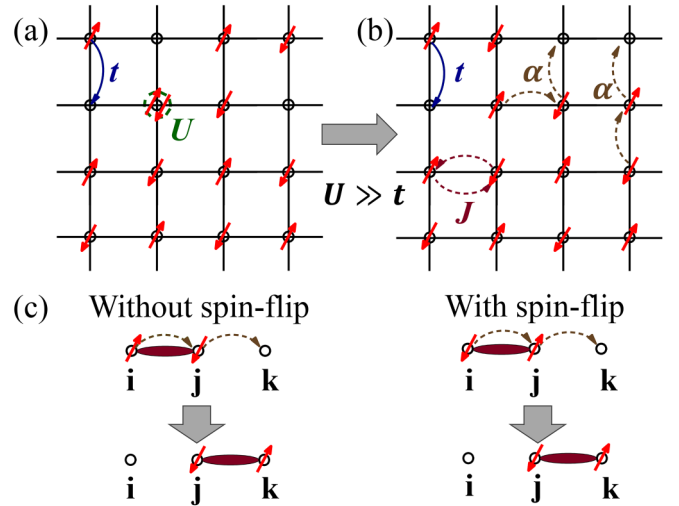 (a)
(b)
t
U
t
α
α
U ≫ t
J
(c)
Without spin-flip
With spin-flip
i
j
k
i
j
k
i
j
k
i
j
k